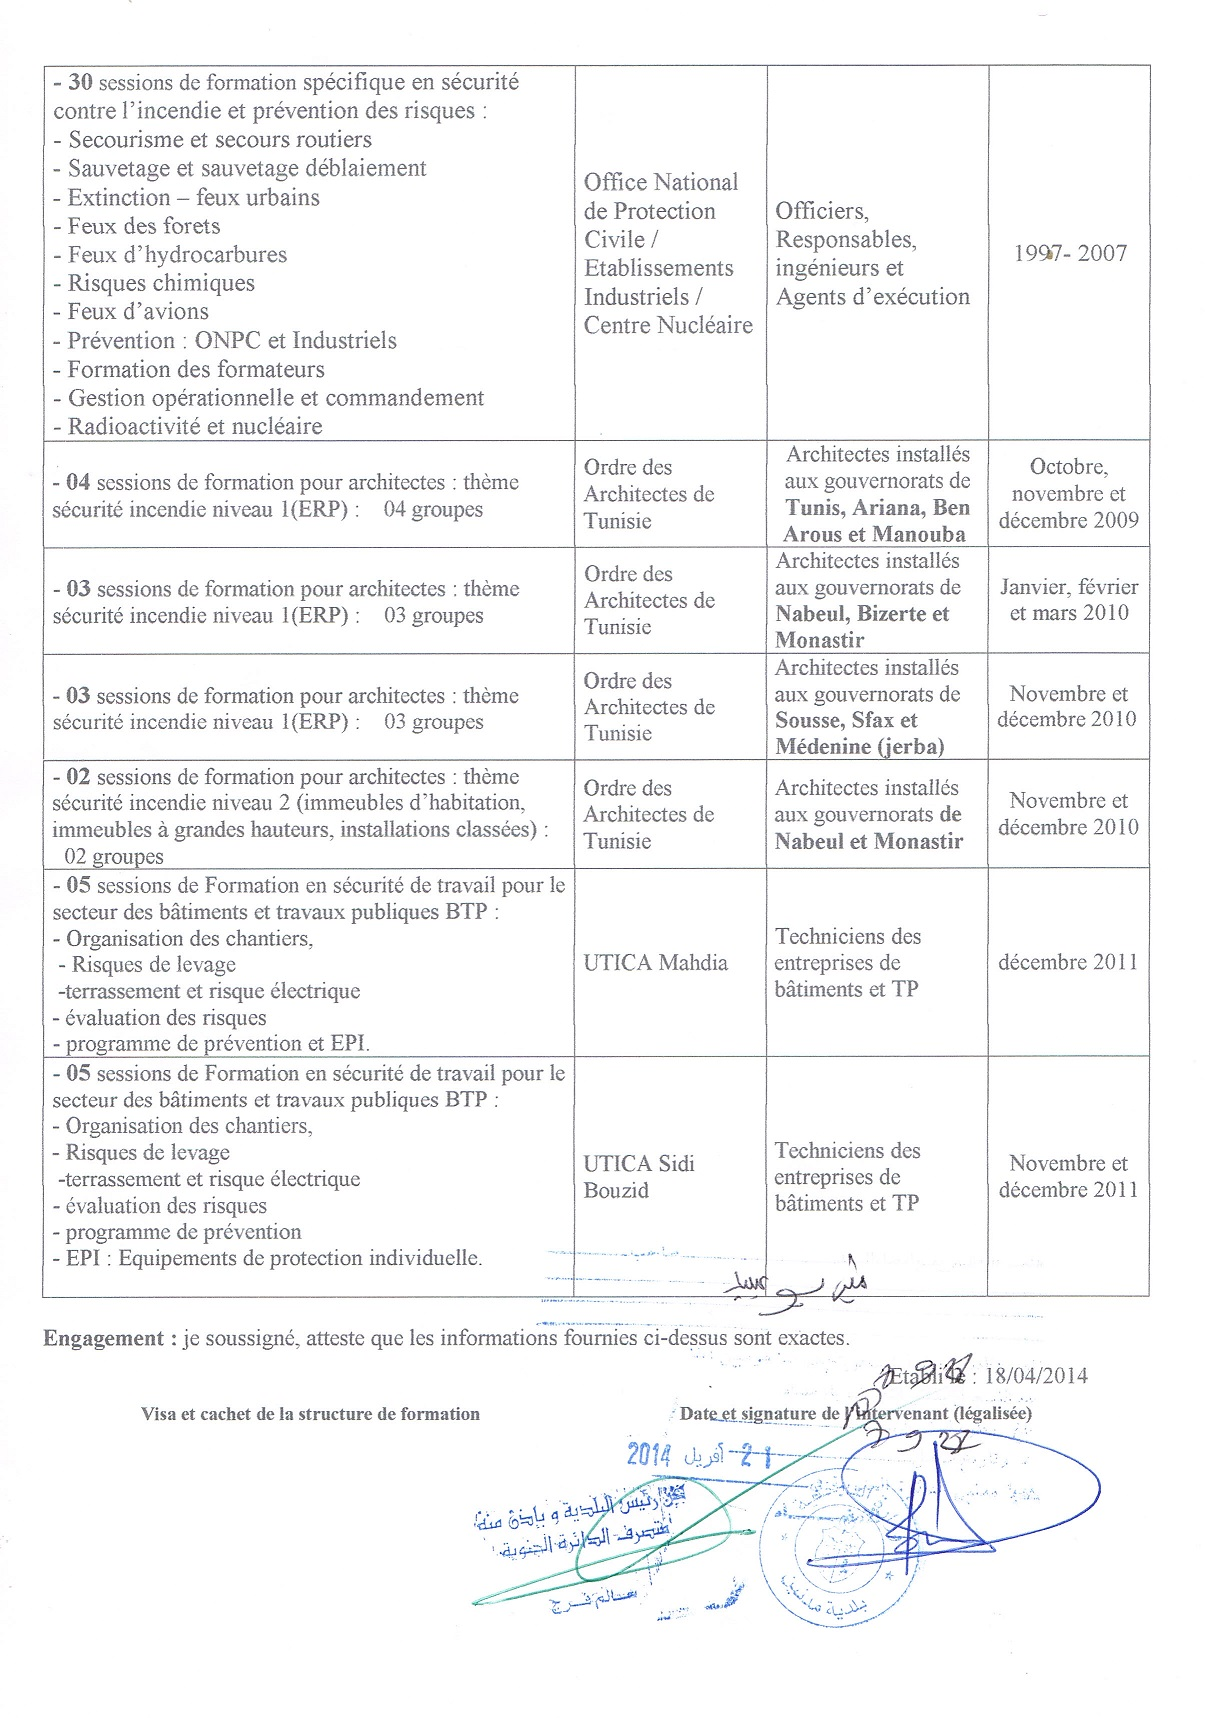 - 30 sessions de formation spécifique en sécurité
contre l'incendie et prévention des risques :
- Secourisme et secours routiers
- Sauvetage et sauvetage déblaiement
- Extinction – feux urbains
- Feux des forets
- Feux d'hydrocarbures
- Risques chimiques
- Feux d'avions
- Prévention : ONPC et Industriels
- Formation des formateurs
- Gestion opérationnelle et commandement
- Radioactivité et nucléaire
Office National
de Protection
Civile /
Etablissements
Industriels /
Centre Nucléaire
Officiers,
Responsables,
ingénieurs et
Agents d'exécution
1997- 2007
- 04 sessions de formation pour architectes : thème
sécurité incendie niveau 1(ERP) : 04 groupes
Ordre des
Architectes de
Tunisie
Architectes installés
aux gouvernorats de
Tunis, Ariana, Ben
Arous et Manouba
Octobre,
novembre et
décembre 2009
- 03 sessions de formation pour architectes : thème
sécurité incendie niveau 1(ERP) : 03 groupes
Ordre des
Architectes de
Tunisie
Architectes installés
aux gouvernorats de
Nabeul, Bizerte et
Monastir
Janvier, février
et mars 2010
- 03 sessions de formation pour architectes : thème
sécurité incendie niveau 1(ERP) : 03 groupes
Ordre des
Architectes de
Tunisie
Architectes installés
aux gouvernorats de
Sousse, Sfax et
Médenine (jerba)
Novembre et
décembre 2010
- 02 sessions de formation pour architectes : thème
sécurité incendie niveau 2 (immeubles d'habitation,
immeubles à grandes hauteurs, installations classées) :
02 groupes
Ordre des
Architectes de
Tunisie
Architectes installés
aux gouvernorats de
Nabeul et Monastir
Novembre et
décembre 2010
- 05 sessions de Formation en sécurité de travail pour le
secteur des bâtiments et travaux publiques BTP :
- Organisation des chantiers,
- Risques de levage
-terrassement et risque électrique
- évaluation des risques
- programme de prévention et EPI.
UTICA Mahdia
Techniciens des
entreprises de
bâtiments et TP
décembre 2011
- 05 sessions de Formation en sécurité de travail pour le
secteur des bâtiments et travaux publiques BTP :
- Organisation des chantiers,
- Risques de levage
-terrassement et risque électrique
- évaluation des risques
- programme de prévention
- EPI : Equipements de protection individuelle.
UTICA Sidi
Bouzid
Techniciens des
entreprises de
bâtiments et TP
Novembre et
décembre 2011
Engagement : je soussigné, atteste que les informations fournies ci-dessus sont exactes.
Etabli le : 18/04/2014
Visa et cachet de la structure de formation
Date et signature de l'intervenant (légalisée)
21 أفريل 2014
عن رئيس البلدية و بإذن منه
متصرف الدائرة الجنوبية
سالم فرج
بلدية مدنين